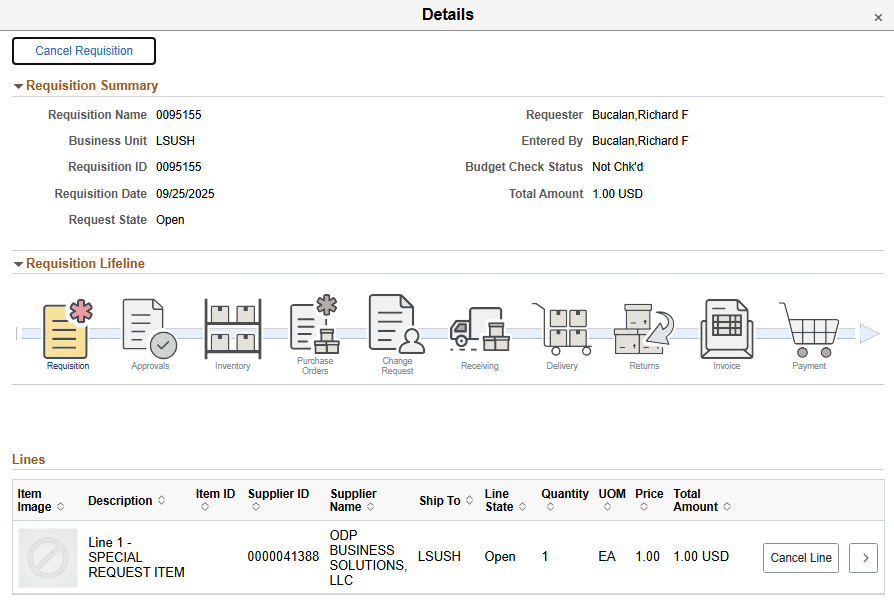 Details
×
Cancel Requisition
Requisition Summary
Requisition Name 0095155
Requester Bucalan,Richard F
Business Unit LSUSH
Entered By Bucalan,Richard F
Requisition ID 0095155
Budget Check Status Not Chk'd
Requisition Date 09/25/2025
Total Amount 1.00 USD
Request State Open
Requisition Lifeline
Requisition
Approvals
Inventory
Purchase
Orders
Change
Request
Receiving
Delivery
Returns
Invoice
Payment
Lines
Item
Image
Description
Item ID
Supplier ID
Supplier
Name
Ship To
Line
State
Quantity
UOM
Price
Total
Amount
Line 1 -
SPECIAL
REQUEST ITEM
0000041388
ODP
BUSINESS
SOLUTIONS,
LLC
LSUSH
Open
1
EA
1.00
1.00 USD
Cancel Line